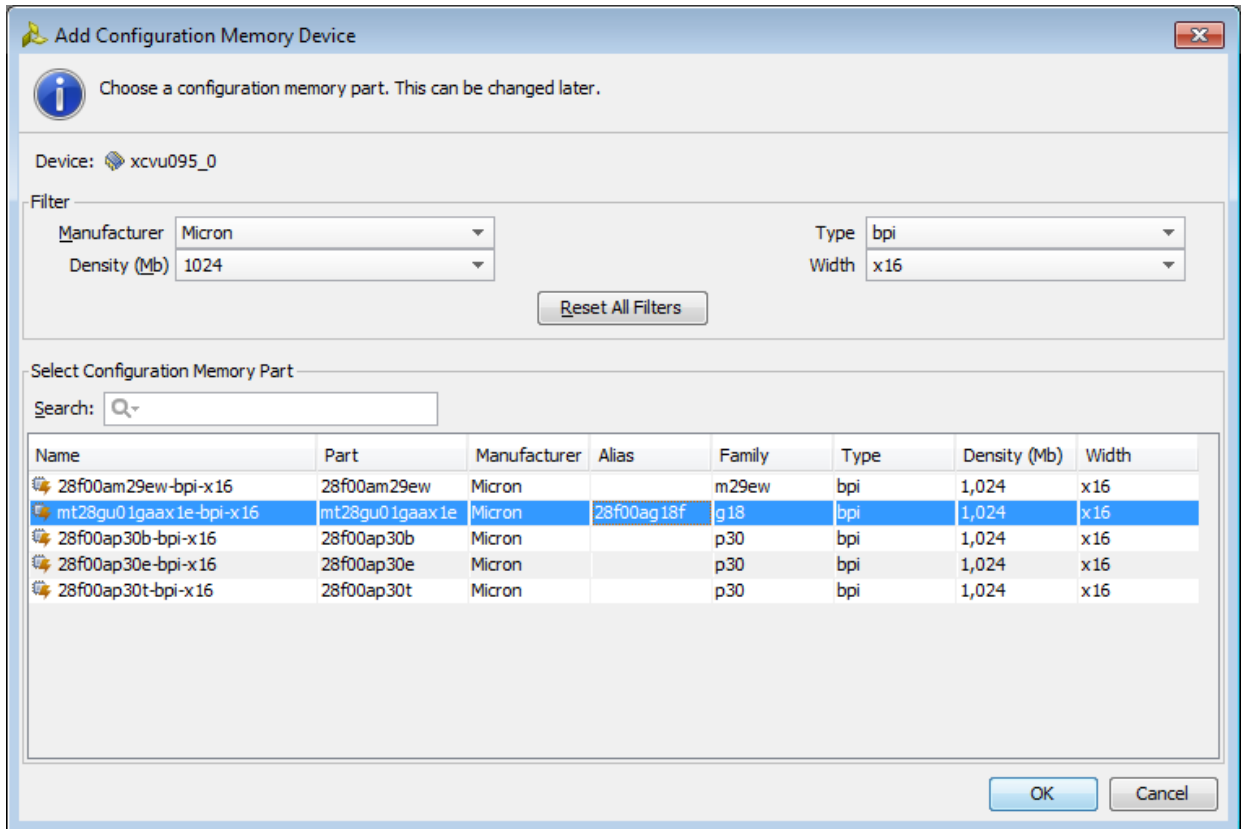 Add Configuration Memory Device
Choose a configuration memory part. This can be changed later.
Device: xcvu095_0
Filter
Manufacturer Micron Type bpi
Density (Mb) 1024 Width x16
Reset All Filters
Select Configuration Memory Part
Search:
Name Part Manufacturer Alias Family Type Density (Mb) Width
28f00am29ew-bpi-x16 28f00am29ew Micron m29ew bpi 1,024 x16
mt28gu01gaax1e-bpi-x16 mt28gu01gaax1e Micron 28f00ag18f g18 bpi 1,024 x16
28f00ap30b-bpi-x16 28f00ap30b Micron p30 bpi 1,024 x16
28f00ap30e-bpi-x16 28f00ap30e Micron p30 bpi 1,024 x16
28f00ap30t-bpi-x16 28f00ap30t Micron p30 bpi 1,024 x16
OK Cancel